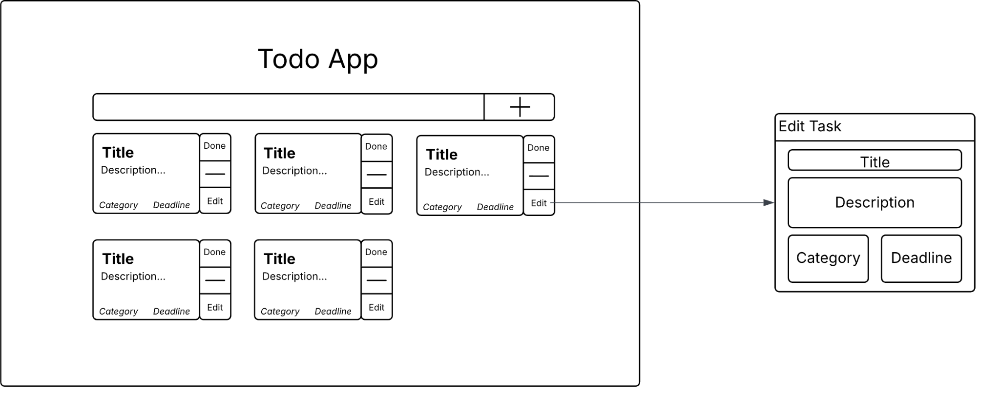 Todo App
+
Title
Description...
Category Deadline
Done
—
Edit
Title
Description...
Category Deadline
Done
—
Edit
Title
Description...
Category Deadline
Done
—
Edit
Title
Description...
Category Deadline
Done
—
Edit
Title
Description...
Category Deadline
Done
—
Edit
Edit Task
Title
Description
Category Deadline